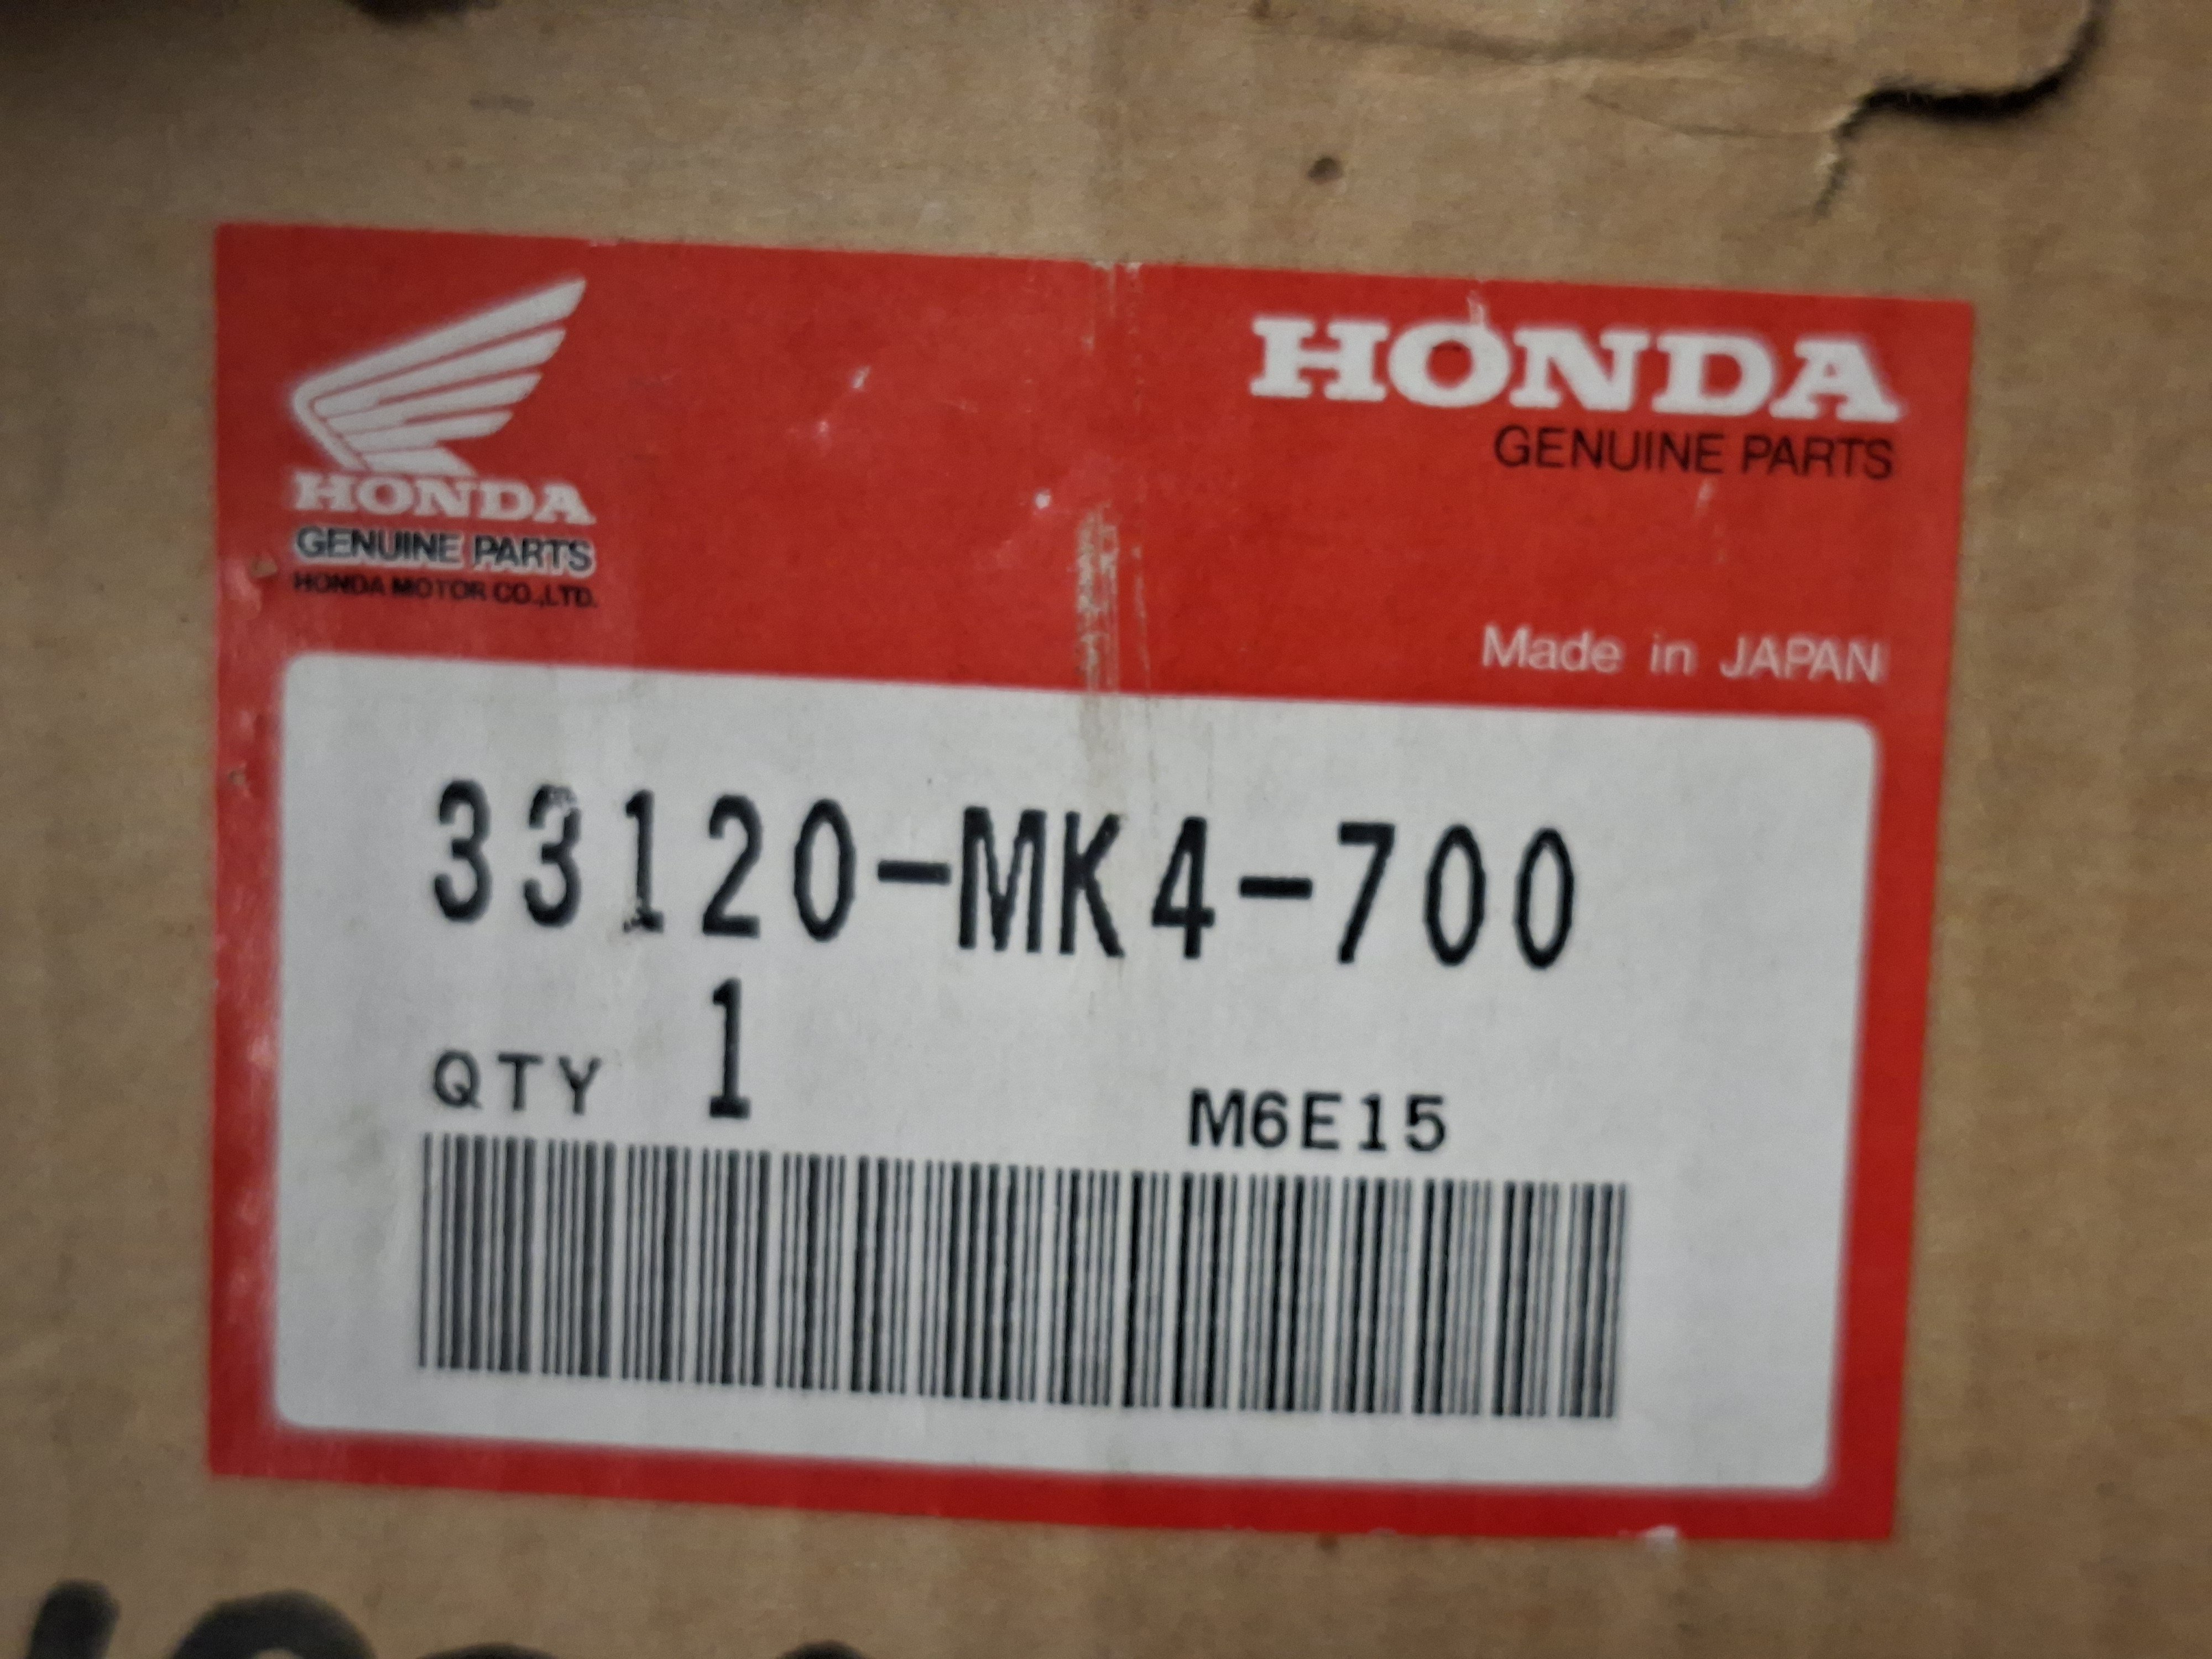 HONDA
GENUINE PARTS
HONDA
GENUINE PARTS
HONDA MOTOR CO.,LTD.
Made in JAPAN
33120-MK4-700
QTY 1
M6E15